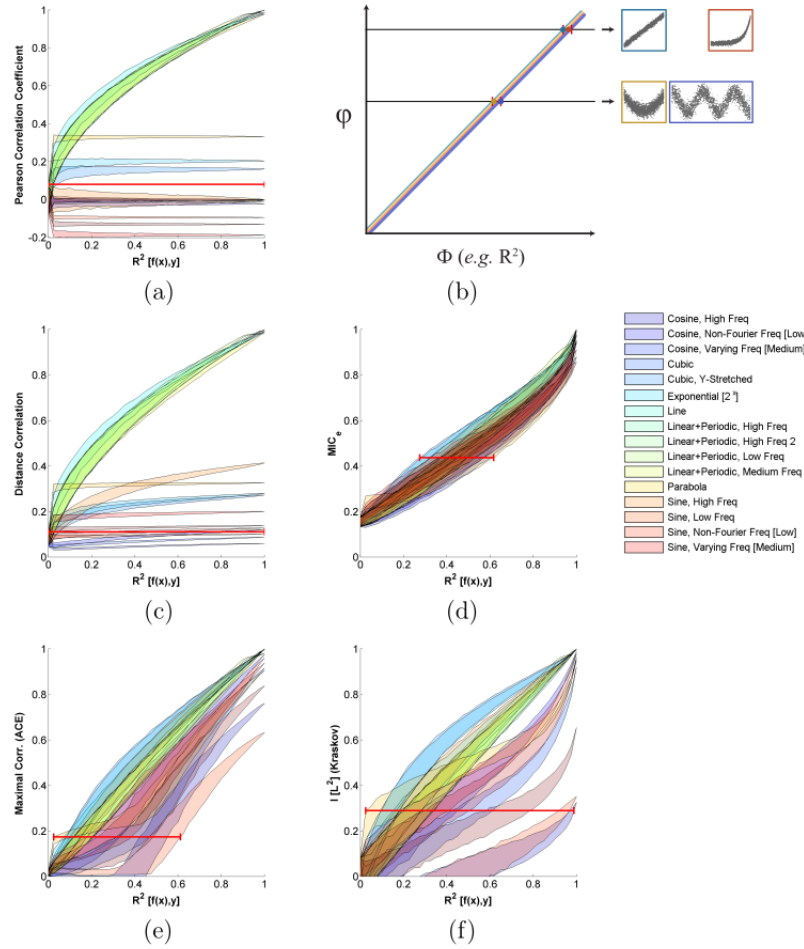 1
0.8
0.6
0.4
0.2
0
-0.2
Pearson Correlation Coefficient
0 0.2 0.4 0.6 0.8 1
R² [f(x),y]
(a)
φ
Φ (e.g. R²)
(b)
1
0.8
0.6
0.4
0.2
0
Distance Correlation
0 0.2 0.4 0.6 0.8 1
R² [f(x),y]
(c)
1
0.8
0.6
0.4
0.2
0
MICₑ
0 0.2 0.4 0.6 0.8 1
R² [f(x),y]
(d)
Cosine, High Freq
Cosine, Non-Fourier Freq [Low
Cosine, Varying Freq [Medium]
Cubic
Cubic, Y-Stretched
Exponential [2ˣ]
Line
Linear+Periodic, High Freq
Linear+Periodic, High Freq 2
Linear+Periodic, Low Freq
Linear+Periodic, Medium Freq
Parabola
Sine, High Freq
Sine, Low Freq
Sine, Non-Fourier Freq [Low]
Sine, Varying Freq [Medium]
1
0.8
0.6
0.4
0.2
0
Maximal Corr. (ACE)
0 0.2 0.4 0.6 0.8 1
R² [f(x),y]
(e)
1
0.8
0.6
0.4
0.2
0
I [L²] (Kraskov)
0 0.2 0.4 0.6 0.8 1
R² [f(x),y]
(f)